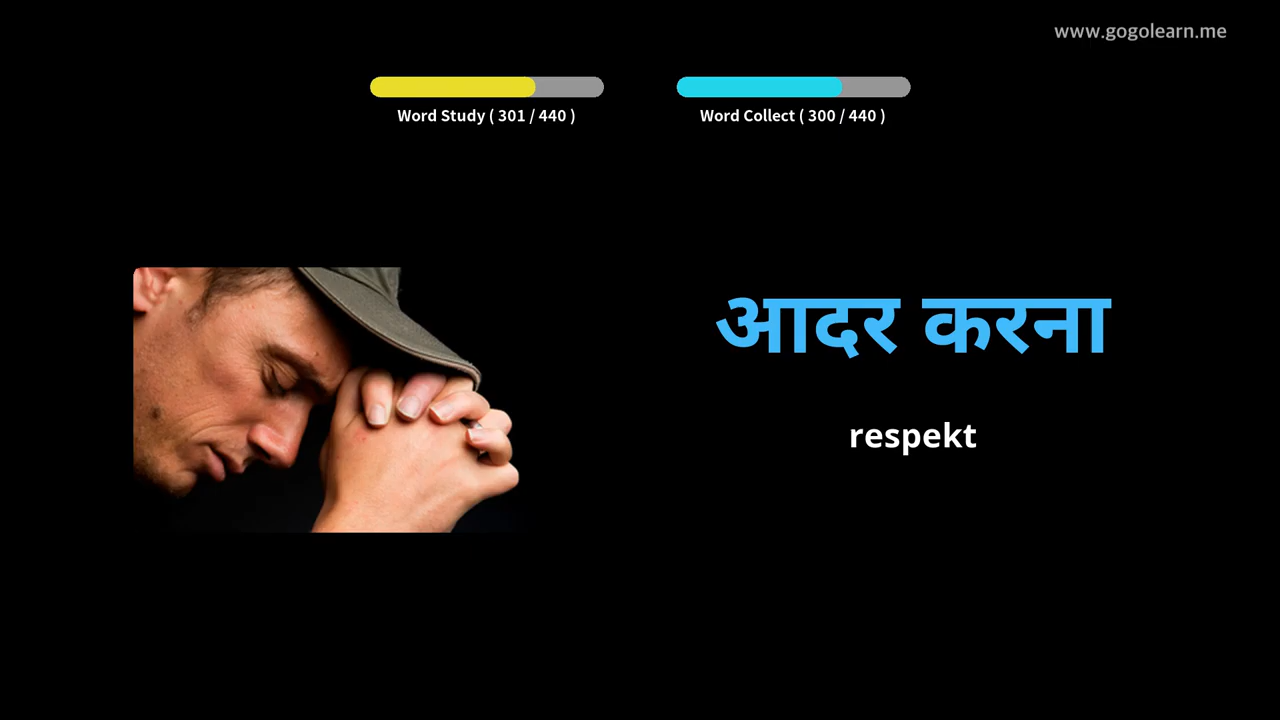 www.gogolearn.me
Word Study ( 301 / 440 )
Word Collect ( 300 / 440 )
आदर करना
respekt